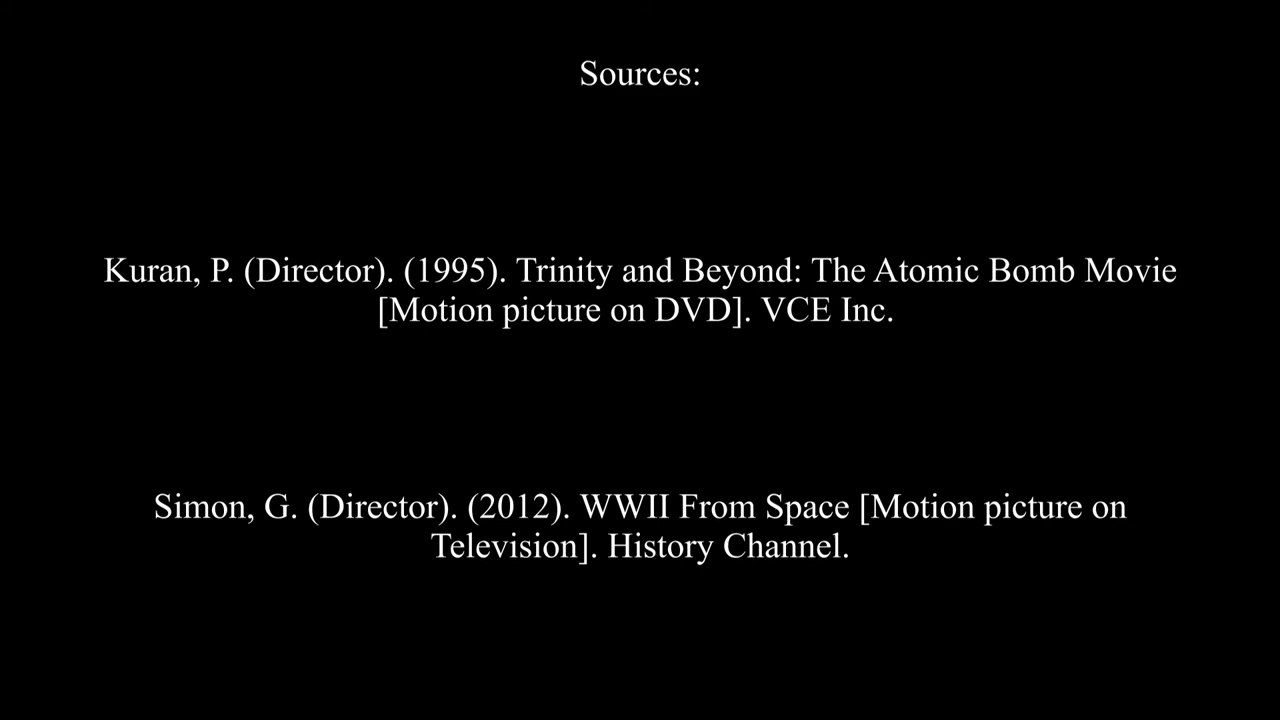 Sources:
Kuran, P. (Director). (1995). Trinity and Beyond: The Atomic Bomb Movie
[Motion picture on DVD]. VCE Inc.
Simon, G. (Director). (2012). WWII From Space [Motion picture on
Television]. History Channel.